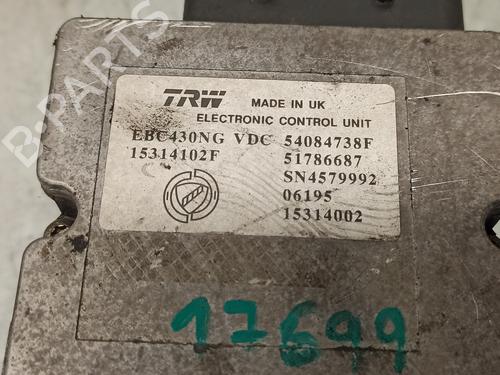 B-PARTS
TRW MADE IN UK
ELECTRONIC CONTROL UNIT
EBC430NG VDC 54084738F
15314102F 51786687
SN4579992
06195
15314002
17699